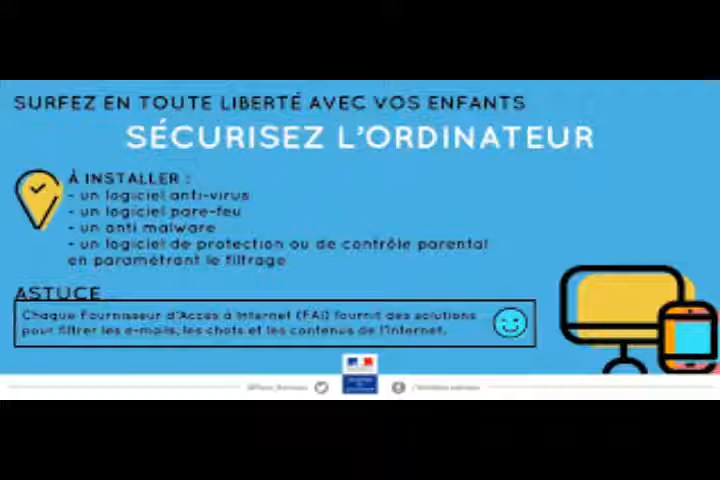 SURFEZ EN TOUTE LIBERTÉ AVEC VOS ENFANTS
SÉCURISEZ L'ORDINATEUR
À INSTALLER :
- un logiciel anti-virus
- un logiciel pare-feu
- un anti malware
- un logiciel de protection ou de contrôle parental
en paramétrant le filtrage
ASTUCE
Chaque Fournisseur d'Accès à Internet (FAI) fournit des solutions
pour filtrer les e-mails, les chats et les contenus de l'Internet.